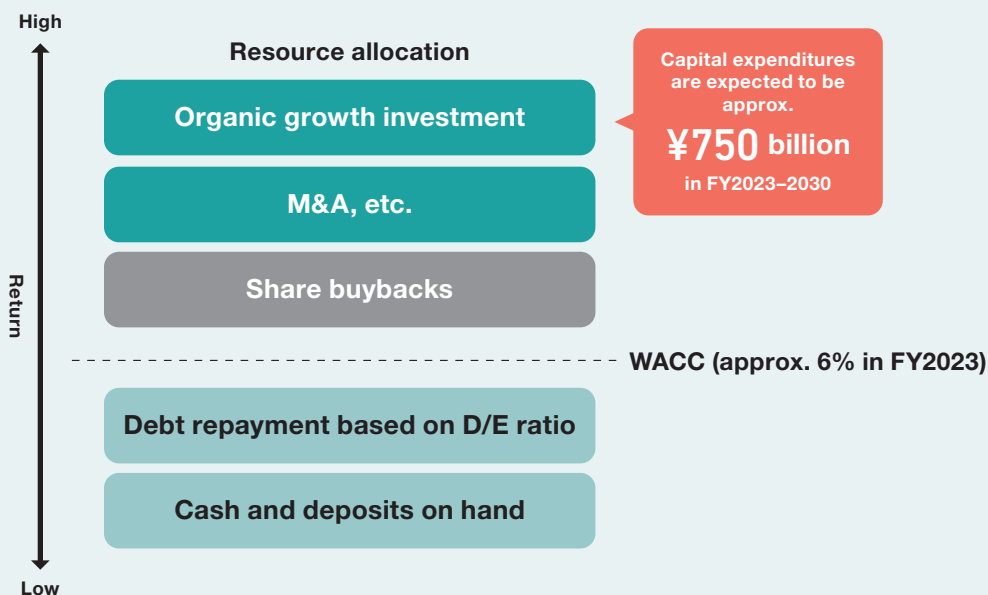 High
Resource allocation
Organic growth investment
Capital expenditures
are expected to be
approx.
¥750 billion
in FY2023–2030
M&A, etc.
Share buybacks
Return
WACC (approx. 6% in FY2023)
Debt repayment based on D/E ratio
Cash and deposits on hand
Low